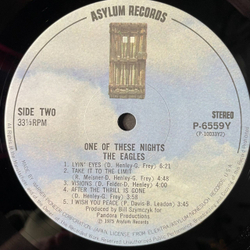 ASYLUM RECORDS
SIDE TWO
33⅓RPM
STEREO
P-6559Y
(P-10033Y2)
ONE OF THESE NIGHTS
THE EAGLES
1. LYIN' EYES (D. Henley-G. Frey) 6:21
2. TAKE IT TO THE LIMIT
(R. Meisner-D. Henley-G. Frey) 4:48
3. VISIONS (D. Felder-D. Henley) 3:58
4. AFTER THE THRILL IS GONE
(D. Henley-G. Frey) 3:56
5. I WISH YOU PEACE (P. Davis-B. Leadon) 3:45
Produced by Bill Szymczyk for
Pandora Productions
℗ 1975 Asylum Records